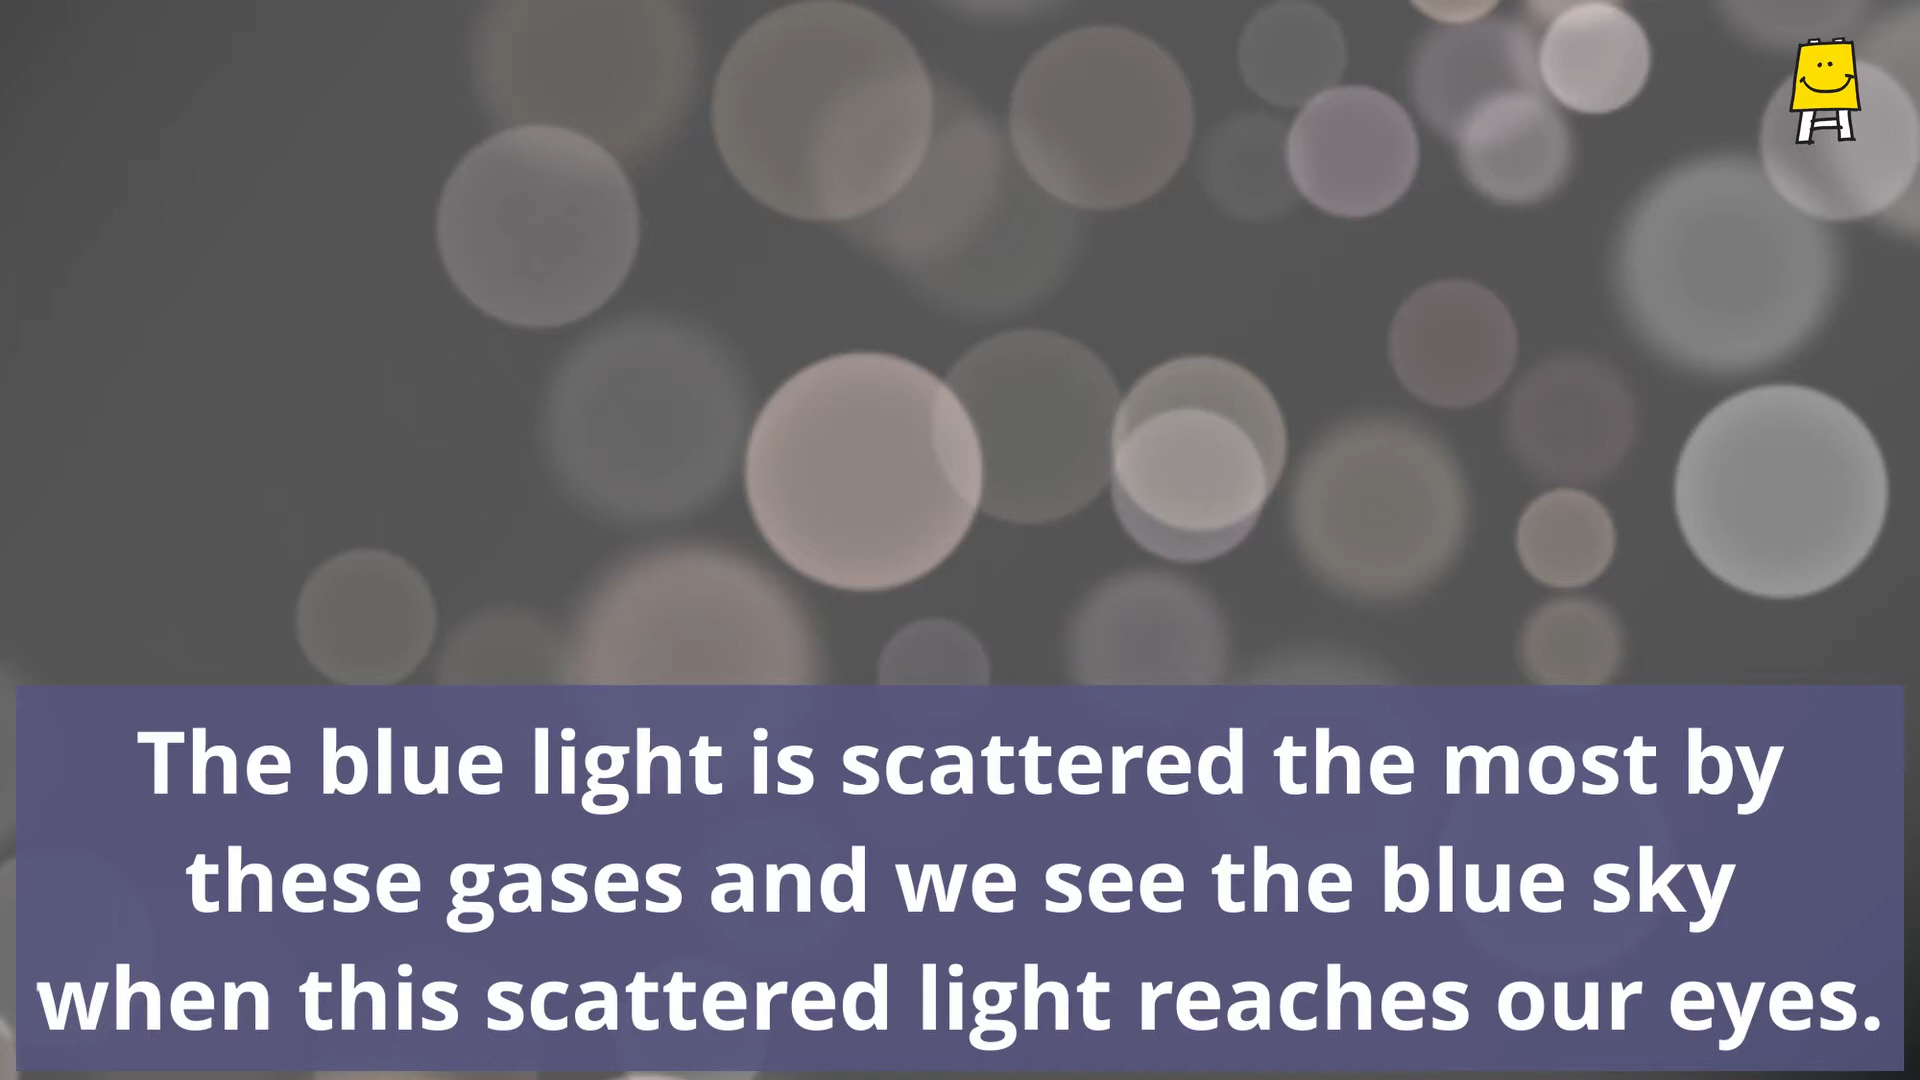 The blue light is scattered the most by
these gases and we see the blue sky
when this scattered light reaches our eyes.